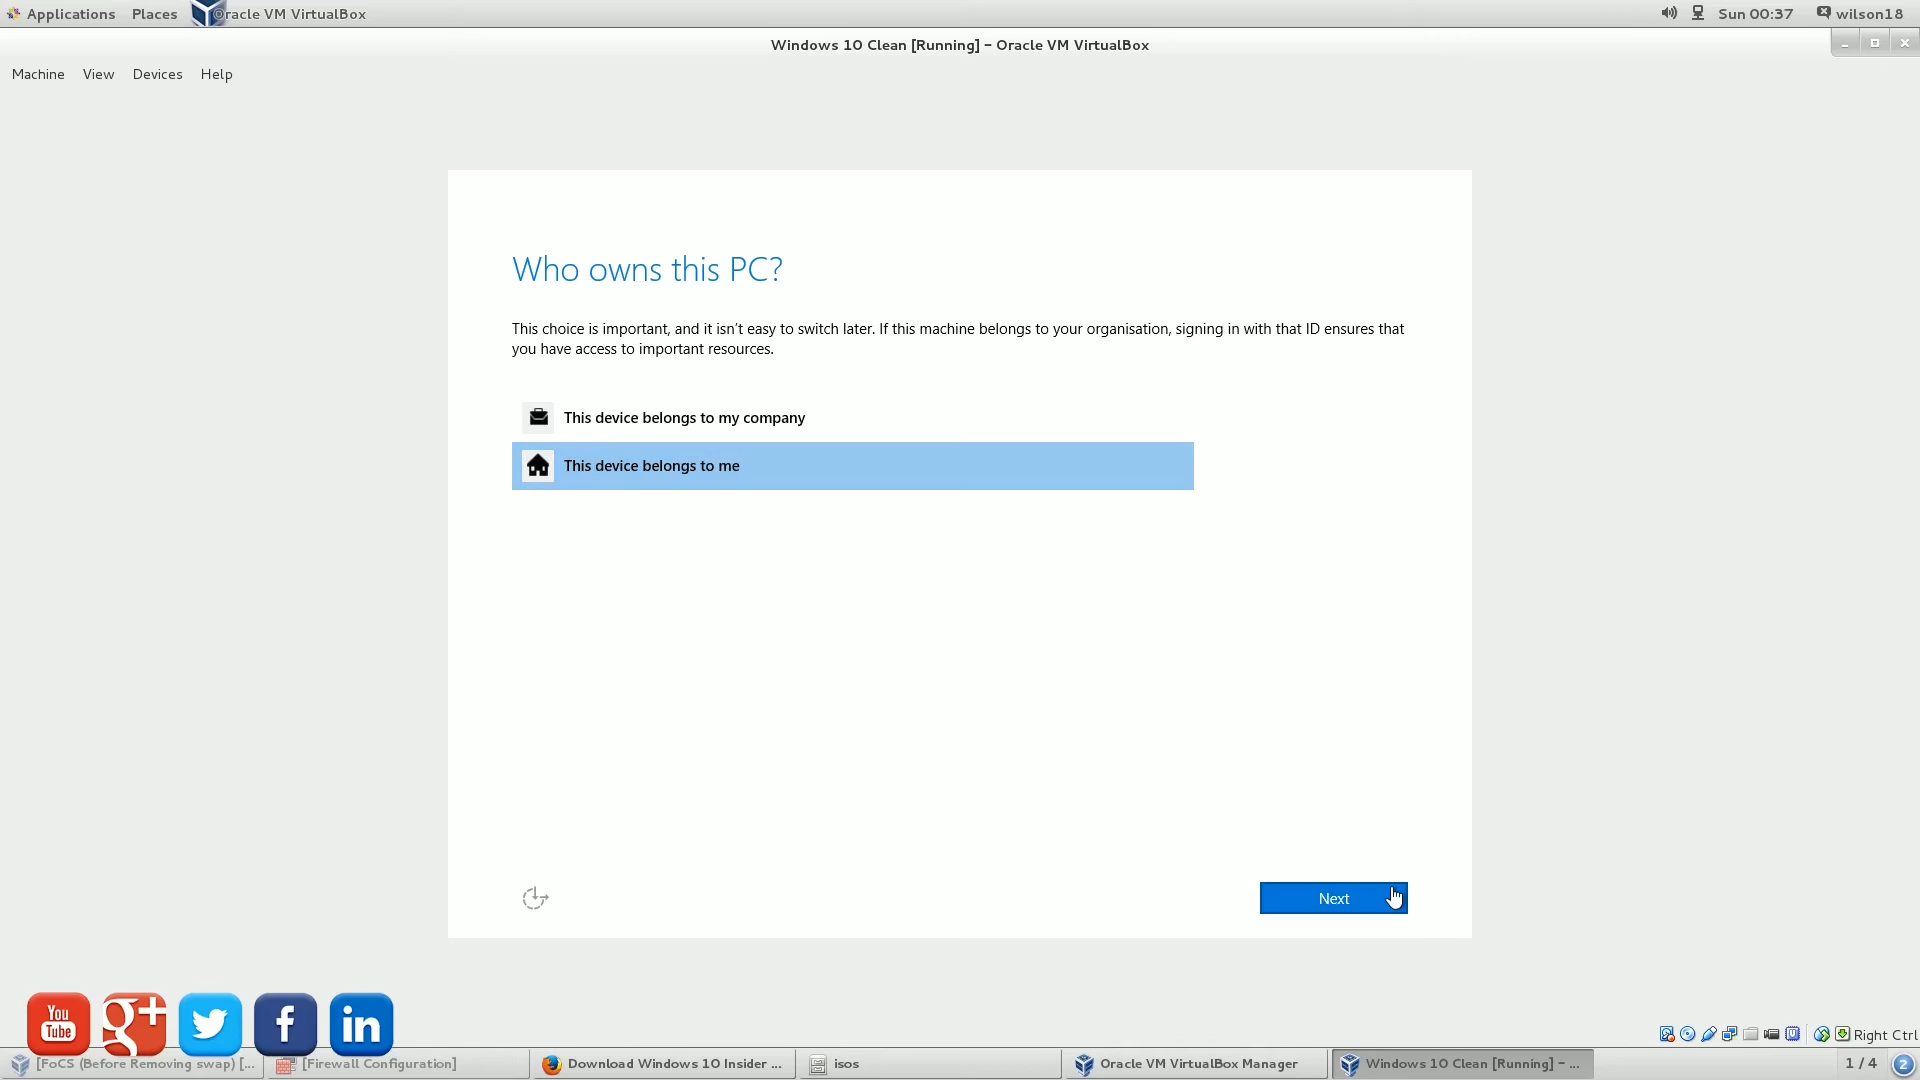 Applications Places Oracle VM VirtualBox Sun 00:37 wilson18
Windows 10 Clean [Running] - Oracle VM VirtualBox
Machine View Devices Help
Who owns this PC?
This choice is important, and it isn't easy to switch later. If this machine belongs to your organisation, signing in with that ID ensures that
you have access to important resources.
This device belongs to my company
This device belongs to me
Next
You
Tube
g+
f
in
Right Ctrl
[FoCS (Before Removing swap) [... [Firewall Configuration] Download Windows 10 Insider ... isos Oracle VM VirtualBox Manager Windows 10 Clean [Running] - ... 1 / 4 2